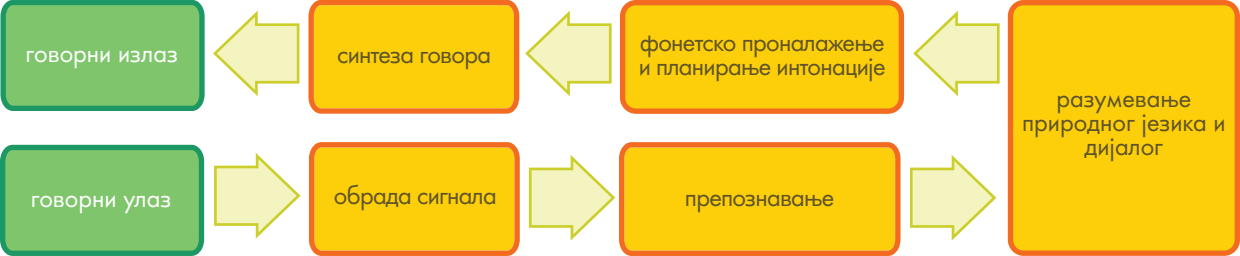 говорни излаз
синтеза говора
фонетско проналажење
и планирање интонације
разумевање
природног језика и
дијалог
говорни улаз
обрада сигнала
препознавање